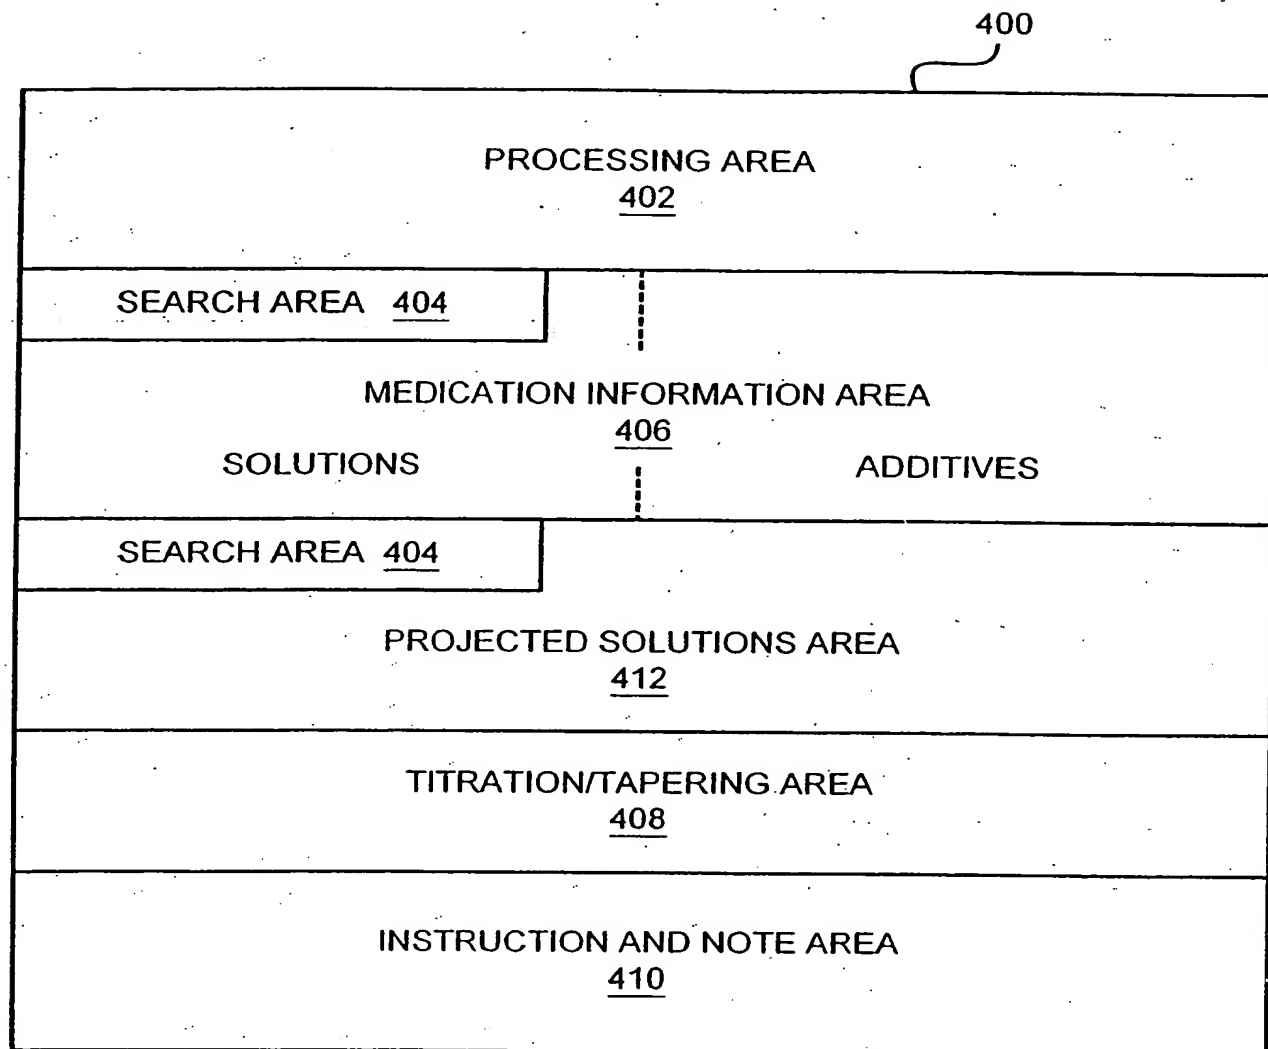 400
PROCESSING AREA
402
SEARCH AREA 404
MEDICATION INFORMATION AREA
406
SOLUTIONS ADDITIVES
SEARCH AREA 404
PROJECTED SOLUTIONS AREA
412
TITRATION/TAPERING AREA
408
INSTRUCTION AND NOTE AREA
410